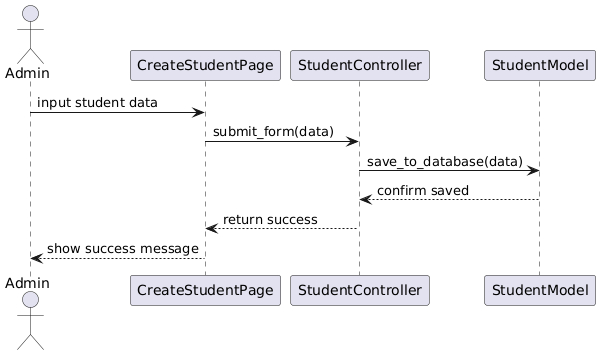 Admin
CreateStudentPage
StudentController
StudentModel
input student data
submit_form(data)
save_to_database(data)
confirm saved
return success
show success message
Admin
CreateStudentPage
StudentController
StudentModel